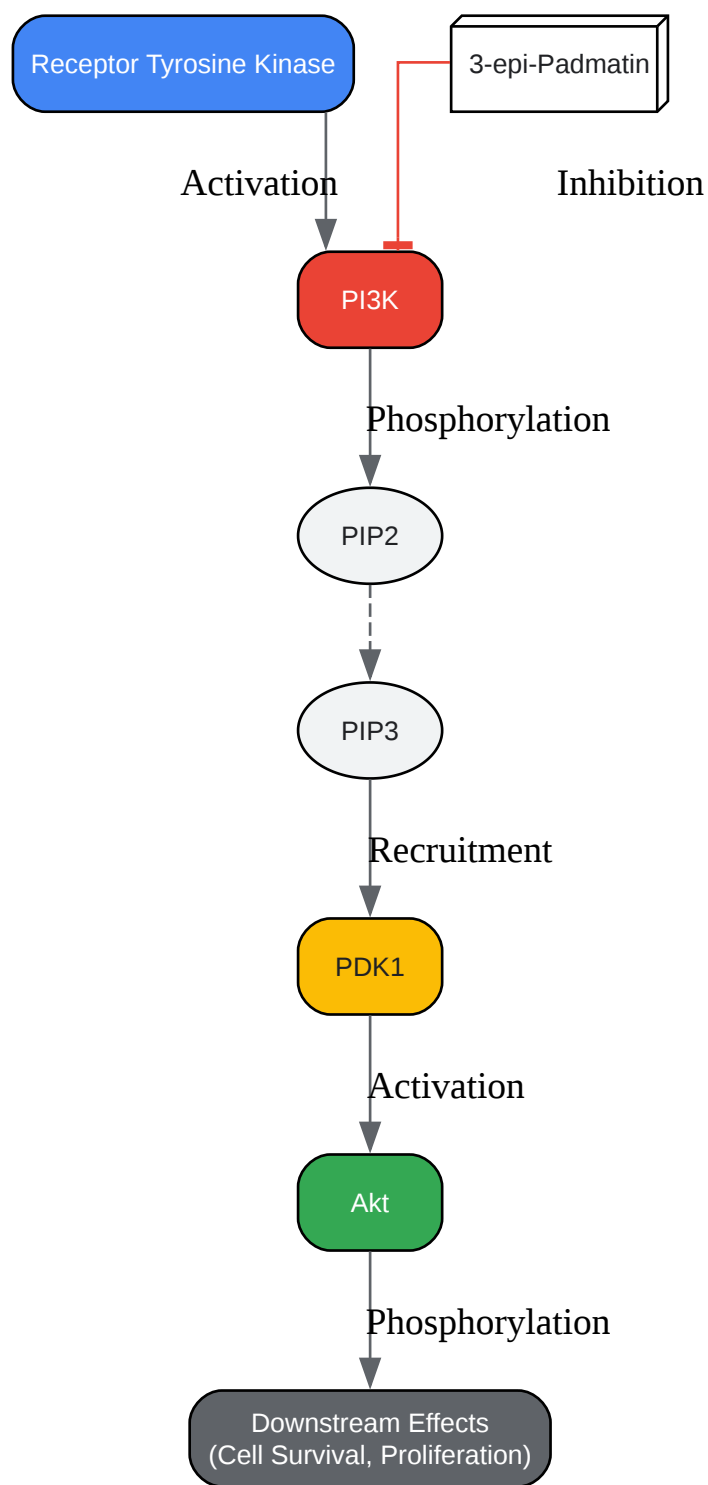 Receptor Tyrosine Kinase
3-epi-Padmatin
Activation
Inhibition
PI3K
Phosphorylation
PIP2
PIP3
Recruitment
PDK1
Activation
Akt
Phosphorylation
Downstream Effects
(Cell Survival, Proliferation)